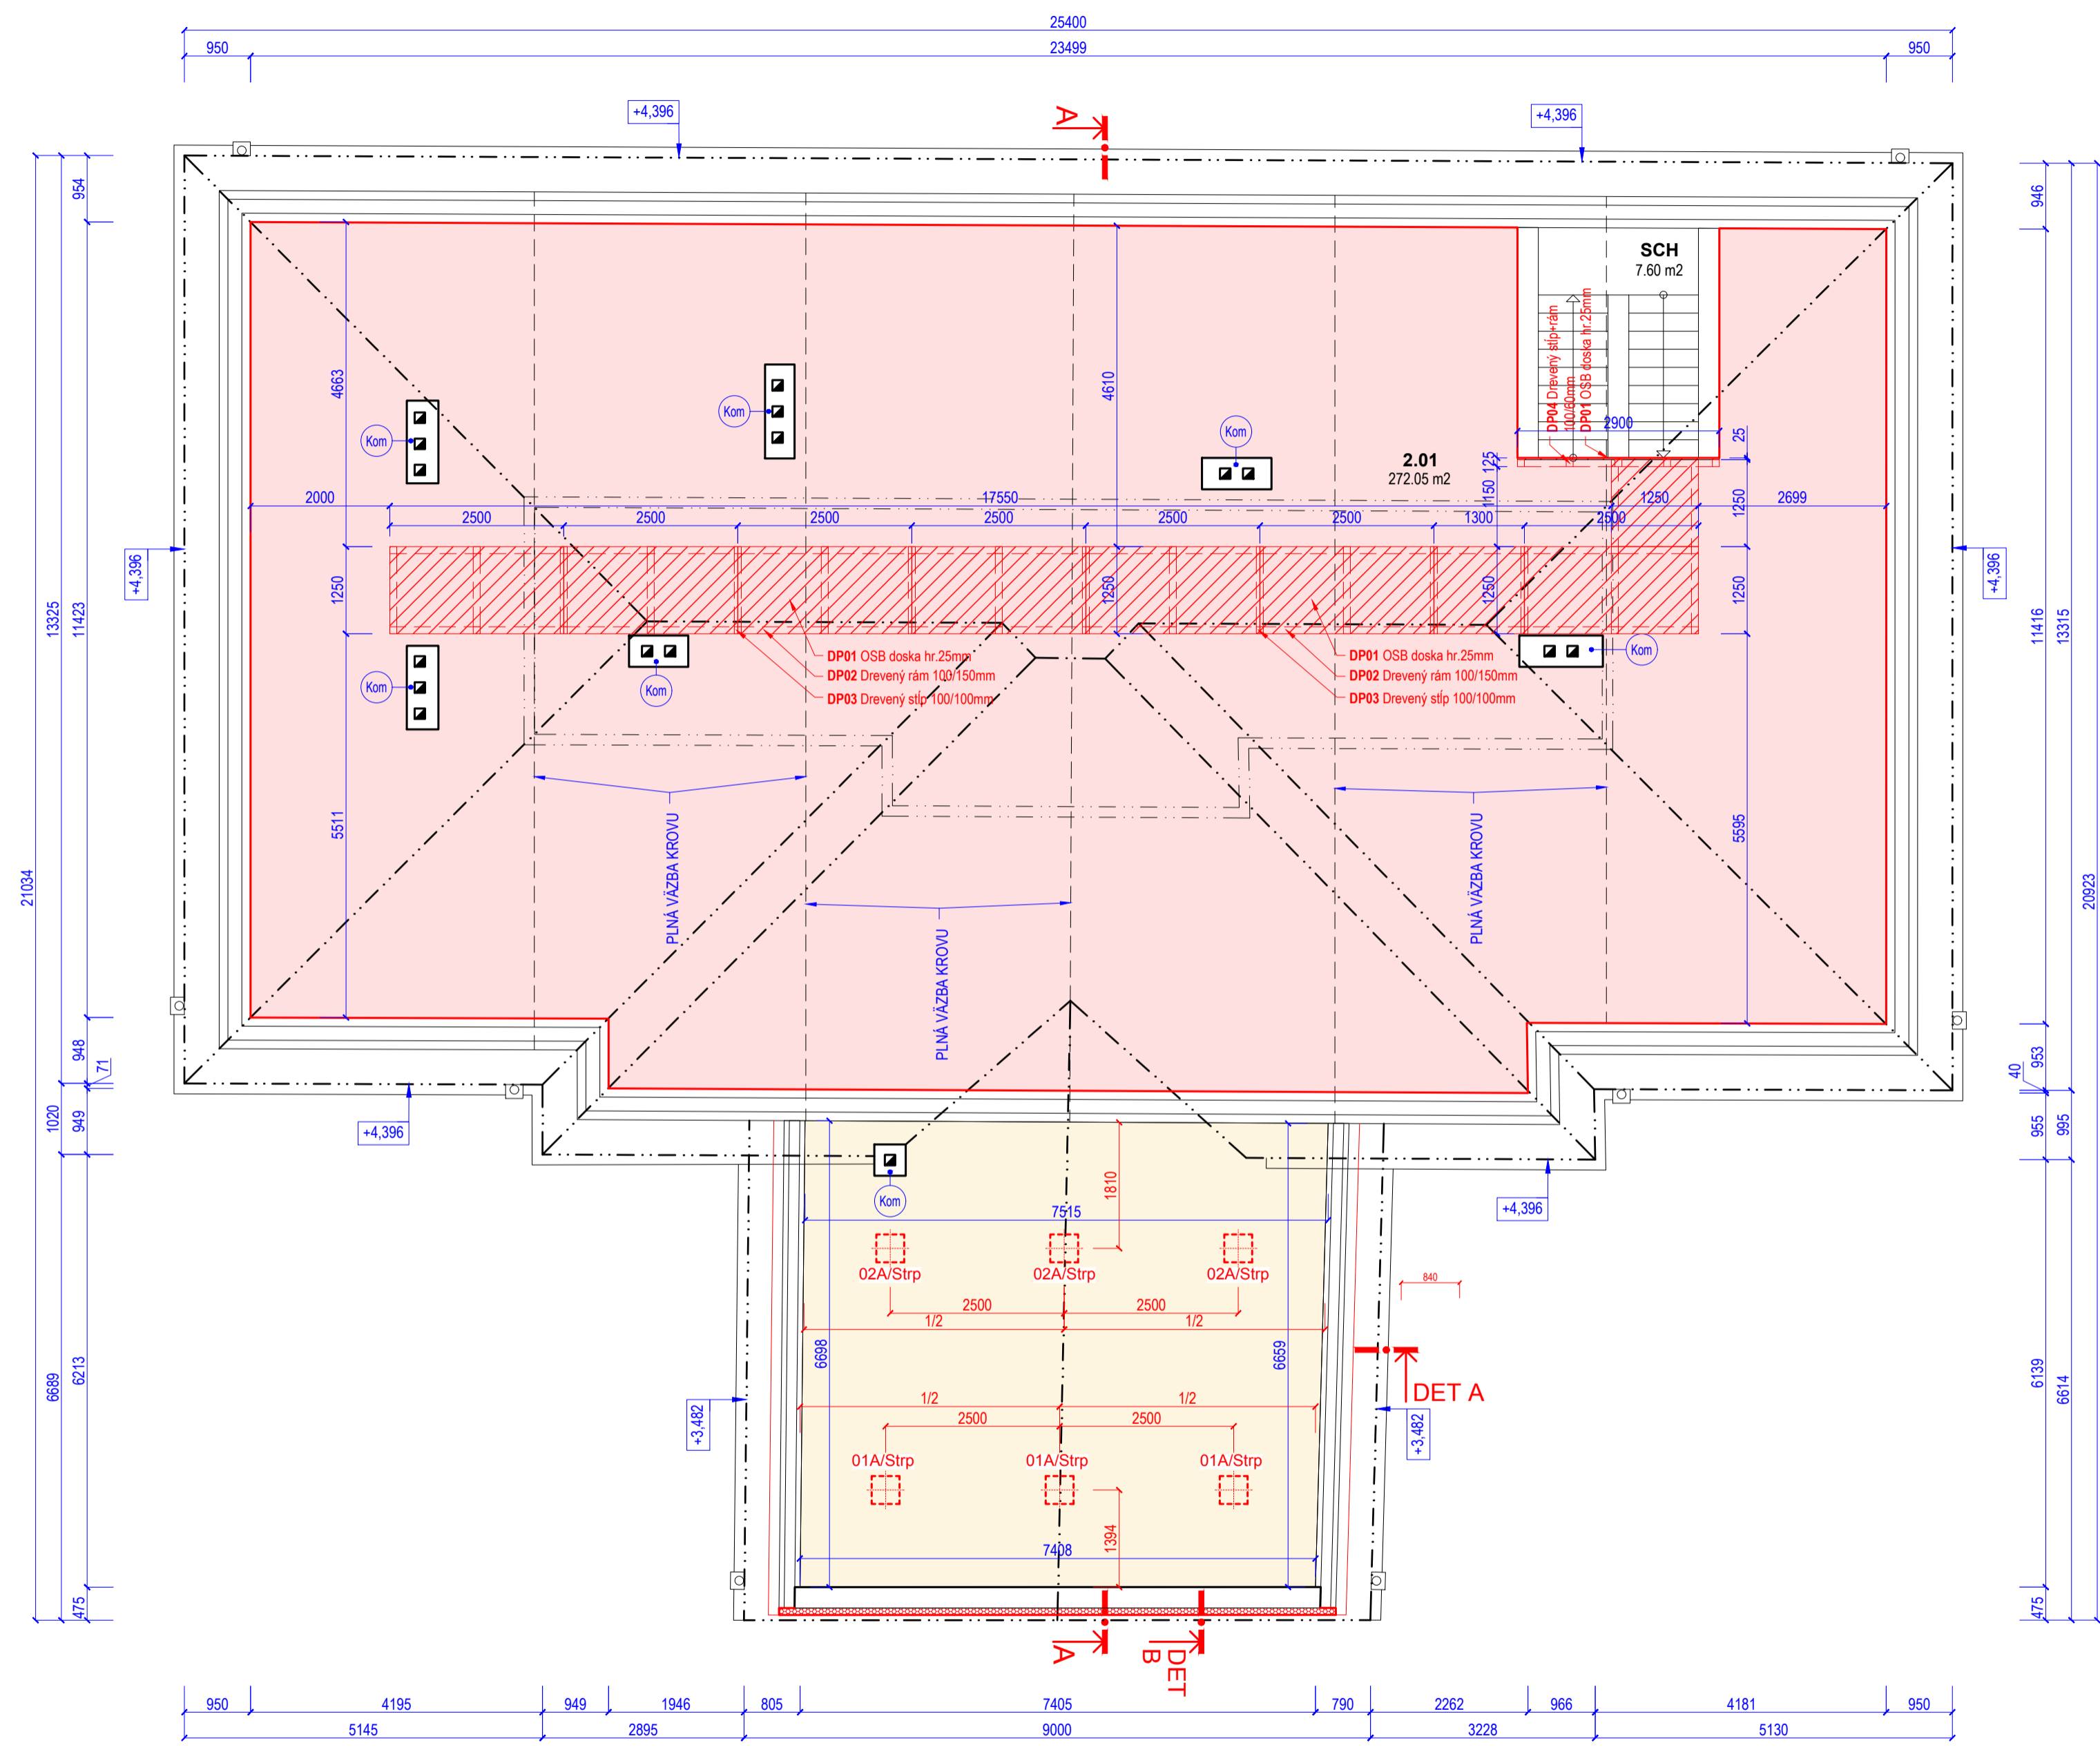 25400
950
23499
950
+4,396
A
+4,396
954
946
SCH
7.60 m2
DP04 Drevený stĺp+rám
100/60mm
DP01 OSB doska hr.25mm
4663
4610
Kom
Kom
Kom
2900
25
2.01
272.05 m2
125
1150
2000
17550
1250
2699
1250
2500
2500
2500
2500
2500
2500
1300
2500
+4,396
+4,396
13325
11423
21034
1250
1250
1250
1250
11416
13315
20923
DP01 OSB doska hr.25mm
DP02 Drevený rám 100/150mm
DP03 Drevený stĺp 100/100mm
DP01 OSB doska hr.25mm
DP02 Drevený rám 100/150mm
DP03 Drevený stĺp 100/100mm
Kom
Kom
Kom
5511
5595
PLNÁ VÄZBA KROVU
PLNÁ VÄZBA KROVU
PLNÁ VÄZBA KROVU
948
71
1020
949
953
40
955
995
+4,396
Kom
1810
+4,396
7515
02A/Strp
02A/Strp
02A/Strp
840
2500
2500
1/2
1/2
6698
6659
6689
6213
6139
6614
DET A
1/2
1/2
2500
2500
+3,482
+3,482
01A/Strp
01A/Strp
01A/Strp
1394
7408
475
475
A
DET
B
950
4195
949
1946
805
7405
790
2262
966
4181
950
5145
2895
9000
3228
5130